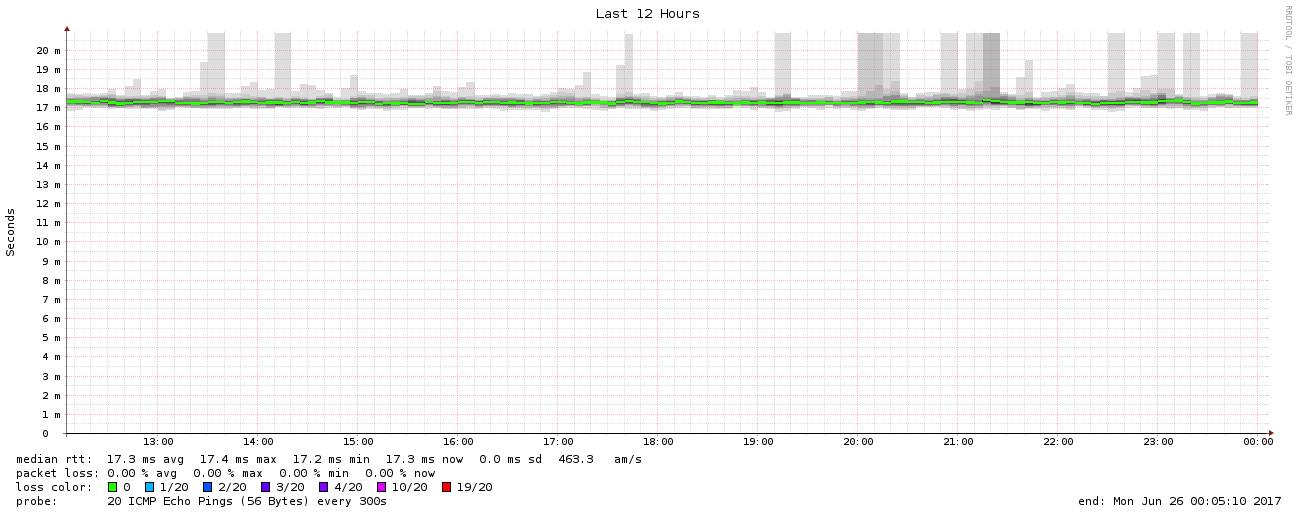 Last 12 Hours
RRDTOOL / TOBI OETIKER
Seconds
20 m
19 m
18 m
17 m
16 m
15 m
14 m
13 m
12 m
11 m
10 m
9 m
8 m
7 m
6 m
5 m
4 m
3 m
2 m
1 m
0
13:00 14:00 15:00 16:00 17:00 18:00 19:00 20:00 21:00 22:00 23:00 00:00
median rtt: 17.3 ms avg 17.4 ms max 17.2 ms min 17.3 ms now 0.0 ms sd 463.3 am/s
packet loss: 0.00 % avg 0.00 % max 0.00 % min 0.00 % now
loss color: 0 1/20 2/20 3/20 4/20 10/20 19/20
probe: 20 ICMP Echo Pings (56 Bytes) every 300s end: Mon Jun 26 00:05:10 2017